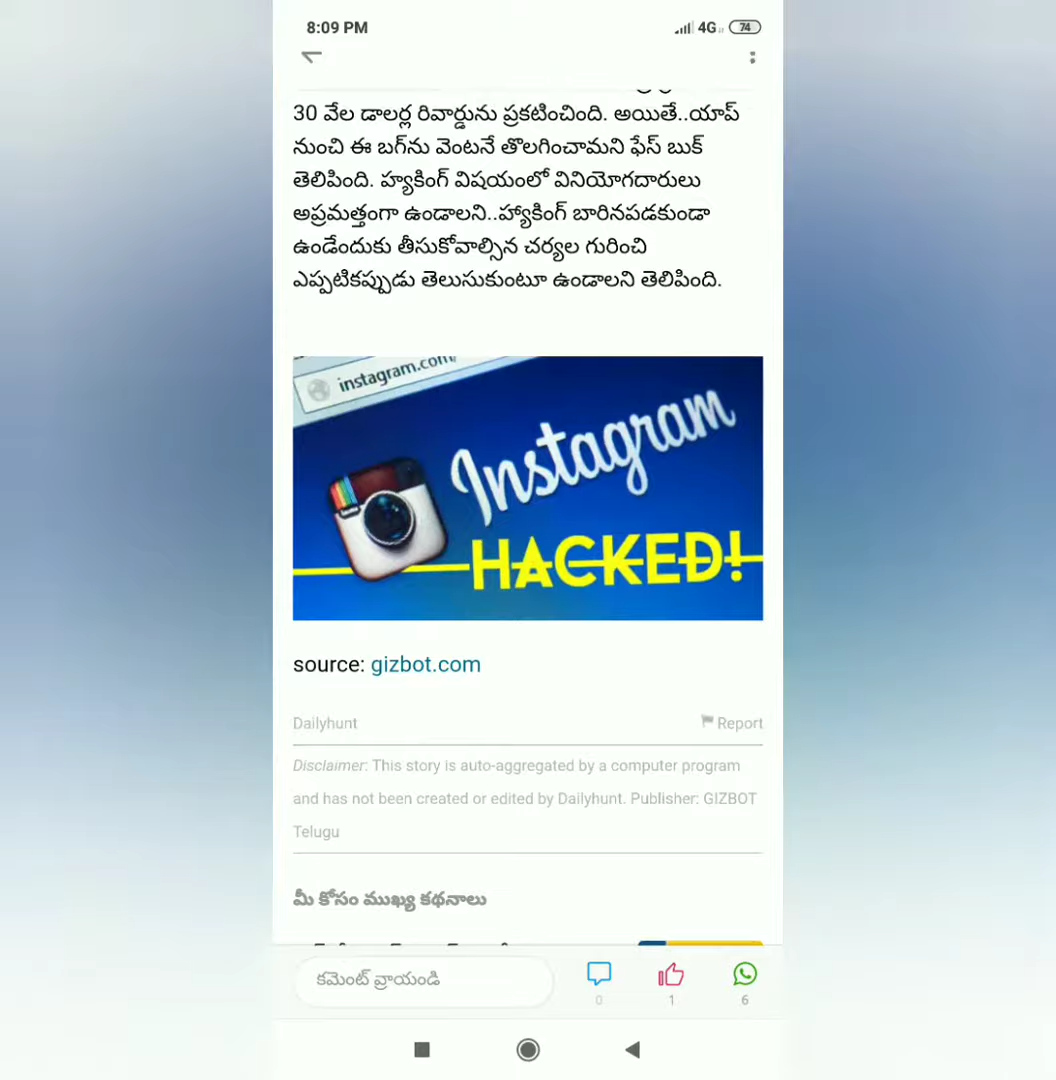 8:09 PM
4G
74
30 వేల డాలర్ల రివార్డును ప్రకటించింది. అయితే..యాప్
నుంచి ఈ బగ్‌ను వెంటనే తొలగించామని ఫేస్ బుక్
తెలిపింది. హ్యకింగ్ విషయంలో వినియోగదారులు
అప్రమత్తంగా ఉండాలని..హ్యాకింగ్ బారినపడకుండా
ఉండేందుకు తీసుకోవాల్సిన చర్యల గురించి
ఎప్పటికప్పుడు తెలుసుకుంటూ ఉండాలని తెలిపింది.
instagram.com/
Instagram
HACKED!
source: gizbot.com
Dailyhunt
Report
Disclaimer: This story is auto-aggregated by a computer program
and has not been created or edited by Dailyhunt. Publisher: GIZBOT
Telugu
మీ కోసం ముఖ్య కథనాలు
కమెంట్ వ్రాయండి
0
1
6